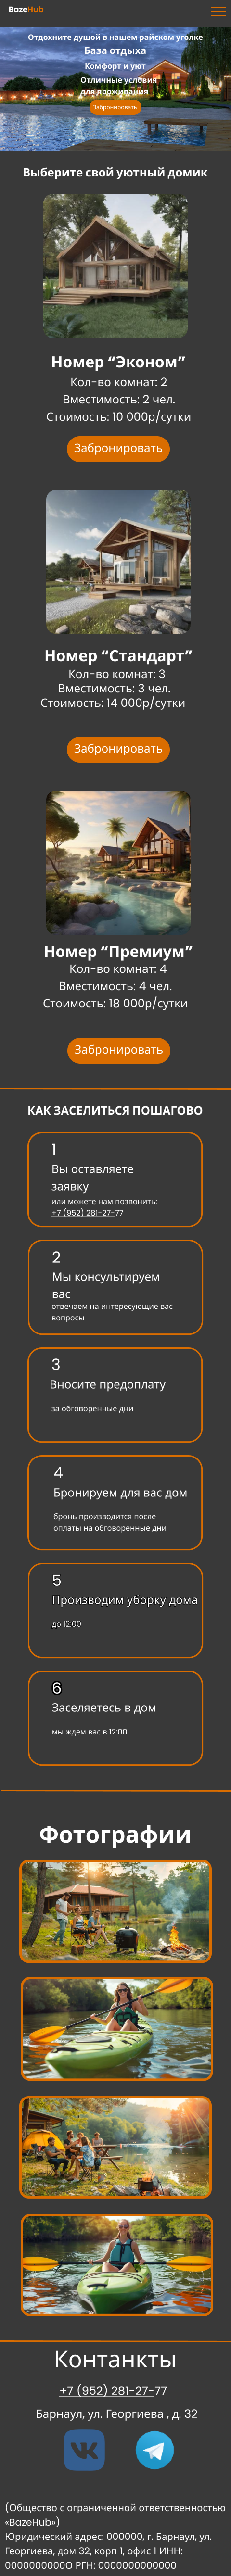 BazeHub
Отдохните душой в нашем райском уголке
База отдыха
Комфорт и уют
Отличные условия
для проживания
Забронировать
Выберите свой уютный домик
Номер “Эконом”
Кол-во комнат: 2
Вместимость: 2 чел.
Стоимость: 10 000р/сутки
Забронировать
Номер “Стандарт”
Кол-во комнат: 3
Вместимость: 3 чел.
Стоимость: 14 000р/сутки
Забронировать
Номер “Премиум”
Кол-во комнат: 4
Вместимость: 4 чел.
Стоимость: 18 000р/сутки
Забронировать
КАК ЗАСЕЛИТЬСЯ ПОШАГОВО
1
Вы оставляете
заявку
или можете нам позвонить:
+7 (952) 281-27-77
2
Мы консультируем
вас
отвечаем на интересующие вас
вопросы
3
Вносите предоплату
за обговоренные дни
4
Бронируем для вас дом
бронь производится после
оплаты на обговоренные дни
5
Производим уборку дома
до 12:00
6
Заселяетесь в дом
мы ждем вас в 12:00
Фотографии
Контанкты
+7 (952) 281-27-77
Барнаул, ул. Георгиева , д. 32
(Общество с ограниченной ответственностью
«BazeHub»)
Юридический адрес: 000000, г. Барнаул, ул.
Георгиева, дом 32, корп 1, офис 1 ИНН:
0000000000О РГН: 0000000000000